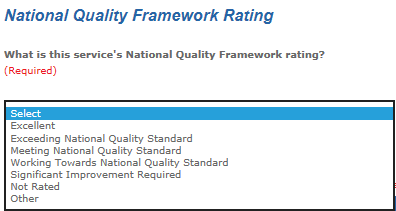 National Quality Framework Rating
What is this service's National Quality Framework rating?
(Required)
Select
Excellent
Exceeding National Quality Standard
Meeting National Quality Standard
Working Towards National Quality Standard
Significant Improvement Required
Not Rated
Other